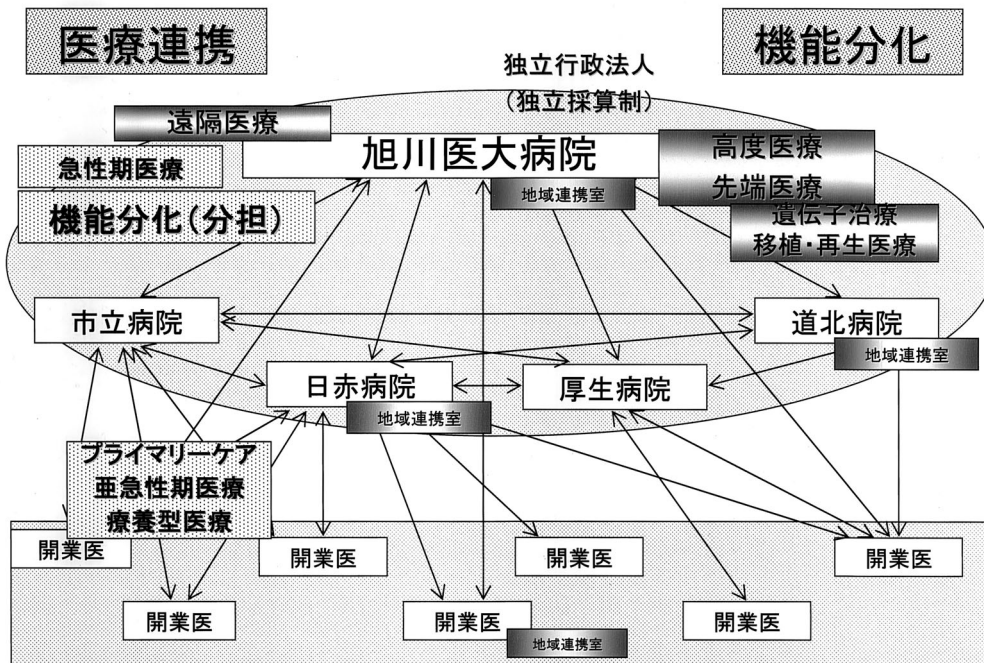 医療連携
機能分化
独立行政法人
（独立採算制）
遠隔医療
旭川医大病院
高度医療
先端医療
急性期医療
地域連携室
機能分化（分担）
遺伝子治療
移植・再生医療
市立病院
道北病院
地域連携室
日赤病院
厚生病院
地域連携室
プライマリーケア
亜急性期医療
療養型医療
開業医
開業医
開業医
開業医
開業医
開業医
開業医
地域連携室